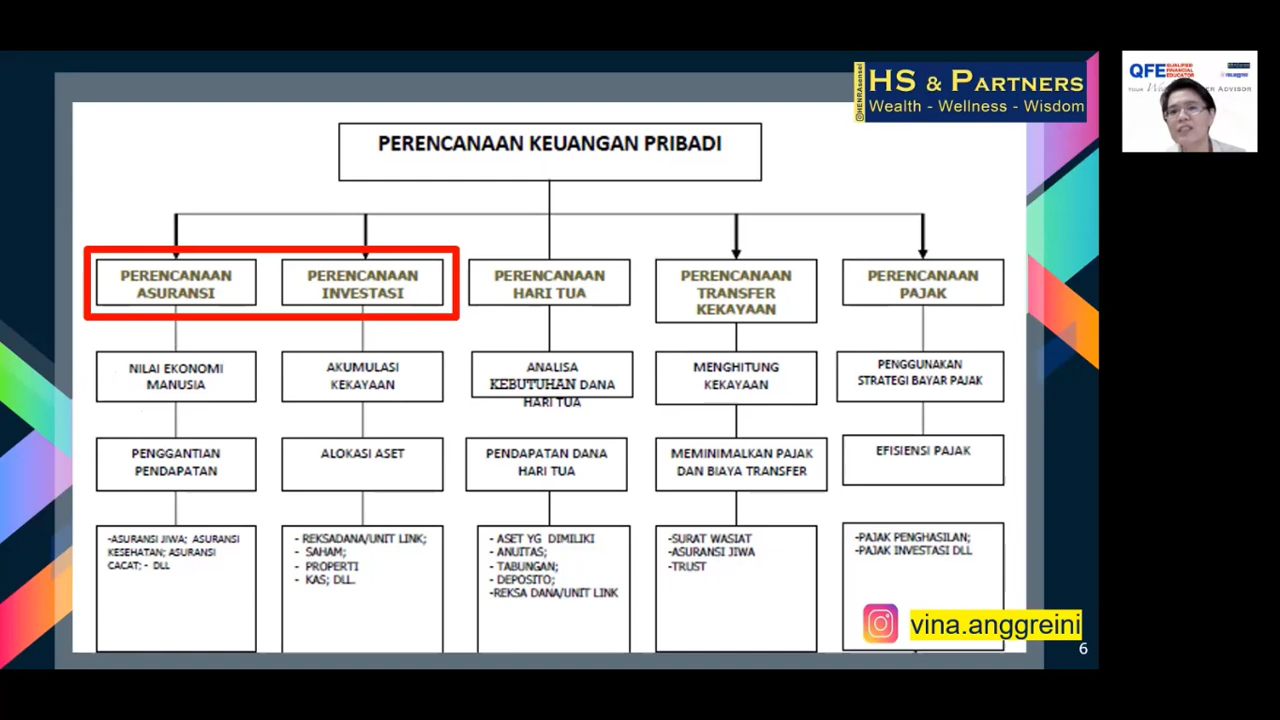 HS & PARTNERS
Wealth - Wellness - Wisdom
@HENRAsensei
QFE QUALIFIED FINANCIAL EDUCATOR
PERENCANAAN KEUANGAN PRIBADI
PERENCANAAN
ASURANSI
PERENCANAAN
INVESTASI
PERENCANAAN
HARI TUA
PERENCANAAN
TRANSFER
KEKAYAAN
PERENCANAAN
PAJAK
NILAI EKONOMI
MANUSIA
AKUMULASI
KEKAYAAN
ANALISA
KEBUTUHAN DANA
HARI TUA
MENGHITUNG
KEKAYAAN
PENGGUNAKAN
STRATEGI BAYAR PAJAK
PENGGANTIAN
PENDAPATAN
ALOKASI ASET
PENDAPATAN DANA
HARI TUA
MEMINIMALKAN PAJAK
DAN BIAYA TRANSFER
EFISIENSI PAJAK
-ASURANSI JIWA; ASURANSI
KESEHATAN; ASURANSI
CACAT; - DLL
- REKSADANA/UNIT LINK;
- SAHAM;
- PROPERTI
- KAS; DLL.
- ASET YG DIMILIKI
- ANUITAS;
- TABUNGAN;
- DEPOSITO;
-REKSA DANA/UNIT LINK
-SURAT WASIAT
-ASURANSI JIWA
-TRUST
-PAJAK PENGHASILAN;
-PAJAK INVESTASI DLL
vina.anggreini
6